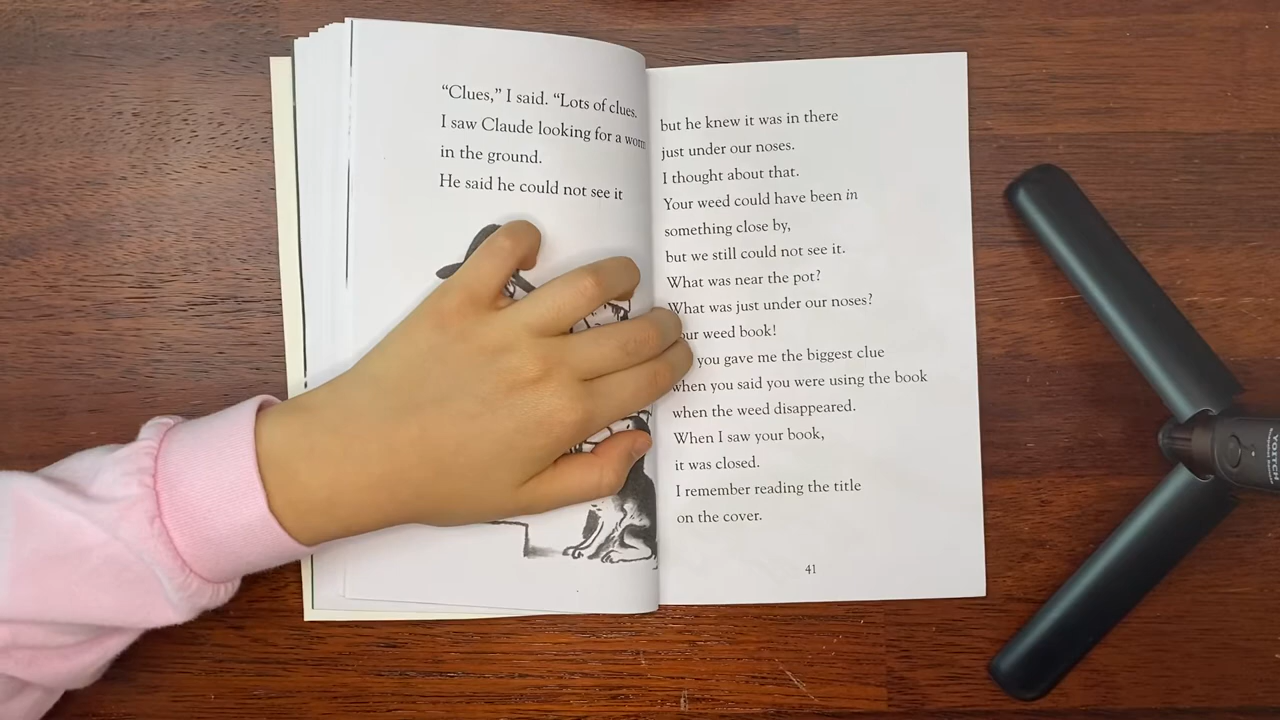 “Clues,” I said. “Lots of clues.
I saw Claude looking for a worm
in the ground.
He said he could not see it
but he knew it was in there
just under our noses.
I thought about that.
Your weed could have been in
something close by,
but we still could not see it.
What was near the pot?
What was just under our noses?
our weed book!
you gave me the biggest clue
when you said you were using the book
when the weed disappeared.
When I saw your book,
it was closed.
I remember reading the title
on the cover.
41